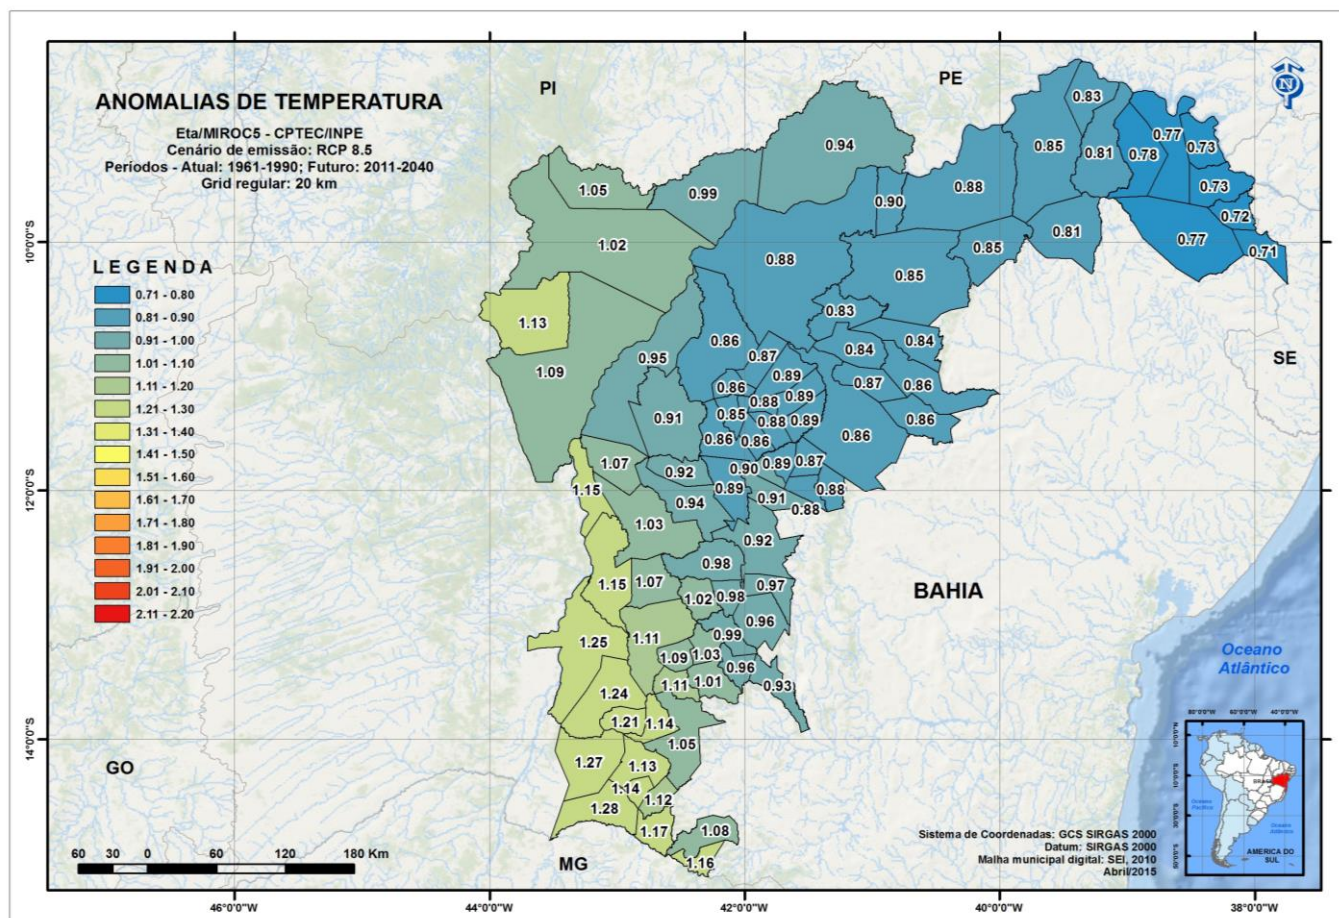 ANOMALIAS DE TEMPERATURA
Eta/MIROC5 - CPTEC/INPE
Cenário de emissão: RCP 8.5
Períodos - Atual: 1961-1990; Futuro: 2011-2040
Grid regular: 20 km
PI
PE
N
0.83
0.77
0.73
0.94
0.85
0.81
0.78
1.05
0.99
0.88
0.73
0.90
0.72
1.02
0.81
0.77
0.85
0.71
0.88
0.85
10°0'0"S
LEGENDA
0.71 - 0.80
0.81 - 0.90
0.91 - 1.00
1.01 - 1.10
1.11 - 1.20
1.21 - 1.30
1.31 - 1.40
1.41 - 1.50
1.51 - 1.60
1.61 - 1.70
1.71 - 1.80
1.81 - 1.90
1.91 - 2.00
2.01 - 2.10
2.11 - 2.20
1.13
0.83
0.86
0.84
0.84
SE
0.95
0.87
1.09
0.89
0.87
0.86
0.86
0.88
0.89
0.91
0.85
0.88
0.89
0.86
0.86
0.86
0.86
1.07
0.92
0.90
0.89
0.87
1.15
0.89
0.88
12°0'0"S
0.94
0.91
0.88
1.03
0.92
0.98
1.15
1.07
0.97
1.02
0.98
BAHIA
0.96
0.99
1.25
1.11
1.09
1.03
0.96
Oceano
Atlântico
1.24
1.11
1.01
0.93
1.21
1.14
14°0'0"S
1.05
GO
1.27
1.13
1.14
1.12
1.28
1.17
1.08
1.16
MG
60 30 0 60 120 180 Km
Sistema de Coordenadas: GCS SIRGAS 2000
Datum: SIRGAS 2000
Malha municipal digital: SEI, 2010
Abril/2015
80°0'0"W 60°0'0"W 40°0'0"W
BRASIL
Oceano
Pacífico
Oceano
Atlântico
AMERICA DO
SUL
46°0'0"W 44°0'0"W 42°0'0"W 40°0'0"W 38°0'0"W